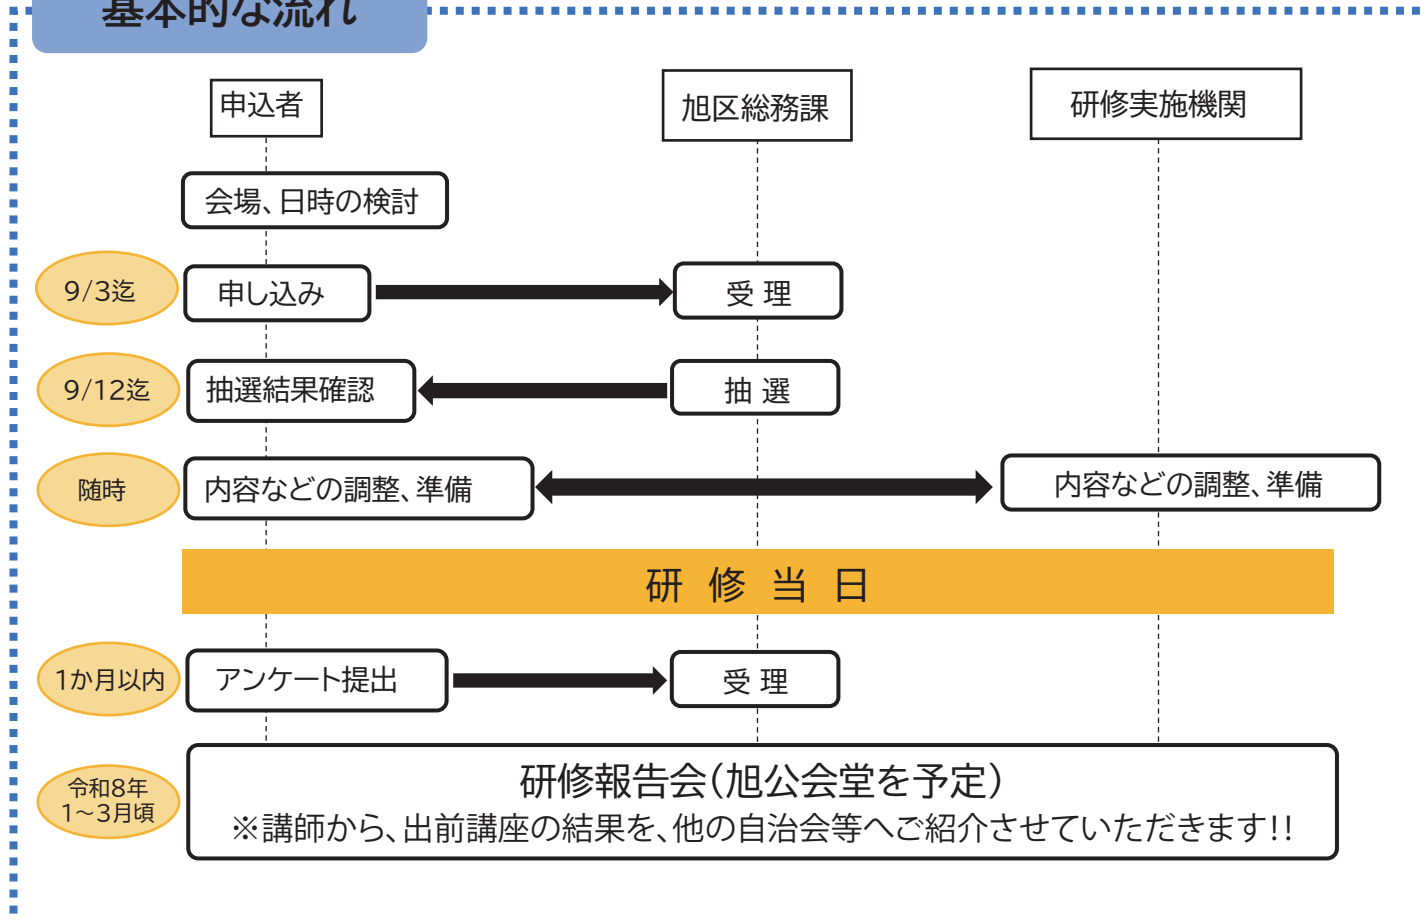 基本的な流れ
申込者
旭区総務課
研修実施機関
会場、日時の検討
9/3迄
申し込み
受 理
9/12迄
抽選結果確認
抽 選
随時
内容などの調整、準備
内容などの調整、準備
研 修 当 日
1か月以内
アンケート提出
受 理
令和8年
1～3月頃
研修報告会(旭公会堂を予定)
※講師から、出前講座の結果を、他の自治会等へご紹介させていただきます!!